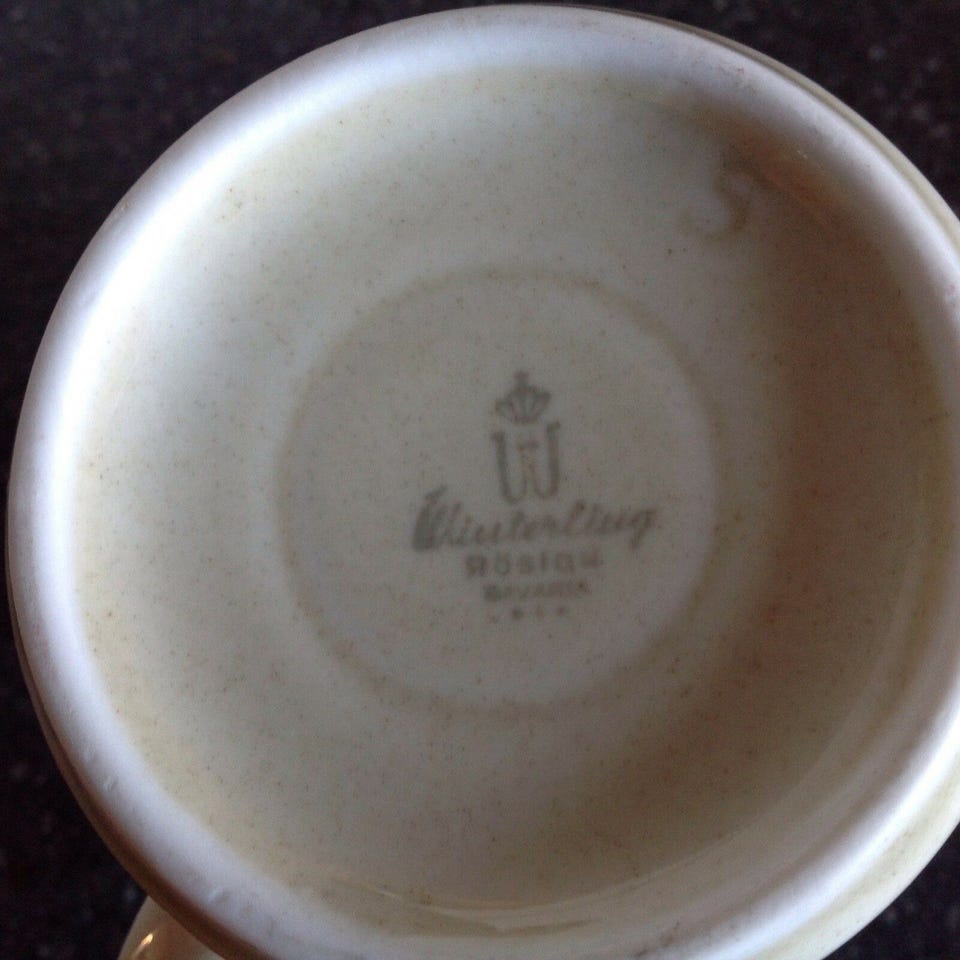 W
Winterling
Röslau
BAVARIA